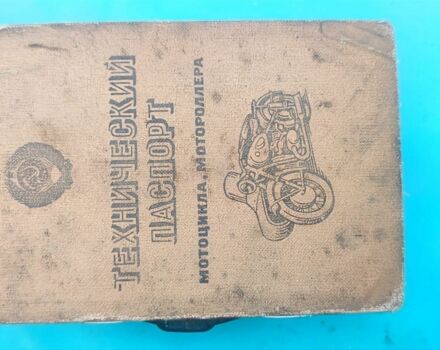 ТЕХНИЧЕСКИЙ
ПАСПОРТ
МОТОЦИКЛА, МОТОРОЛЛЕРА